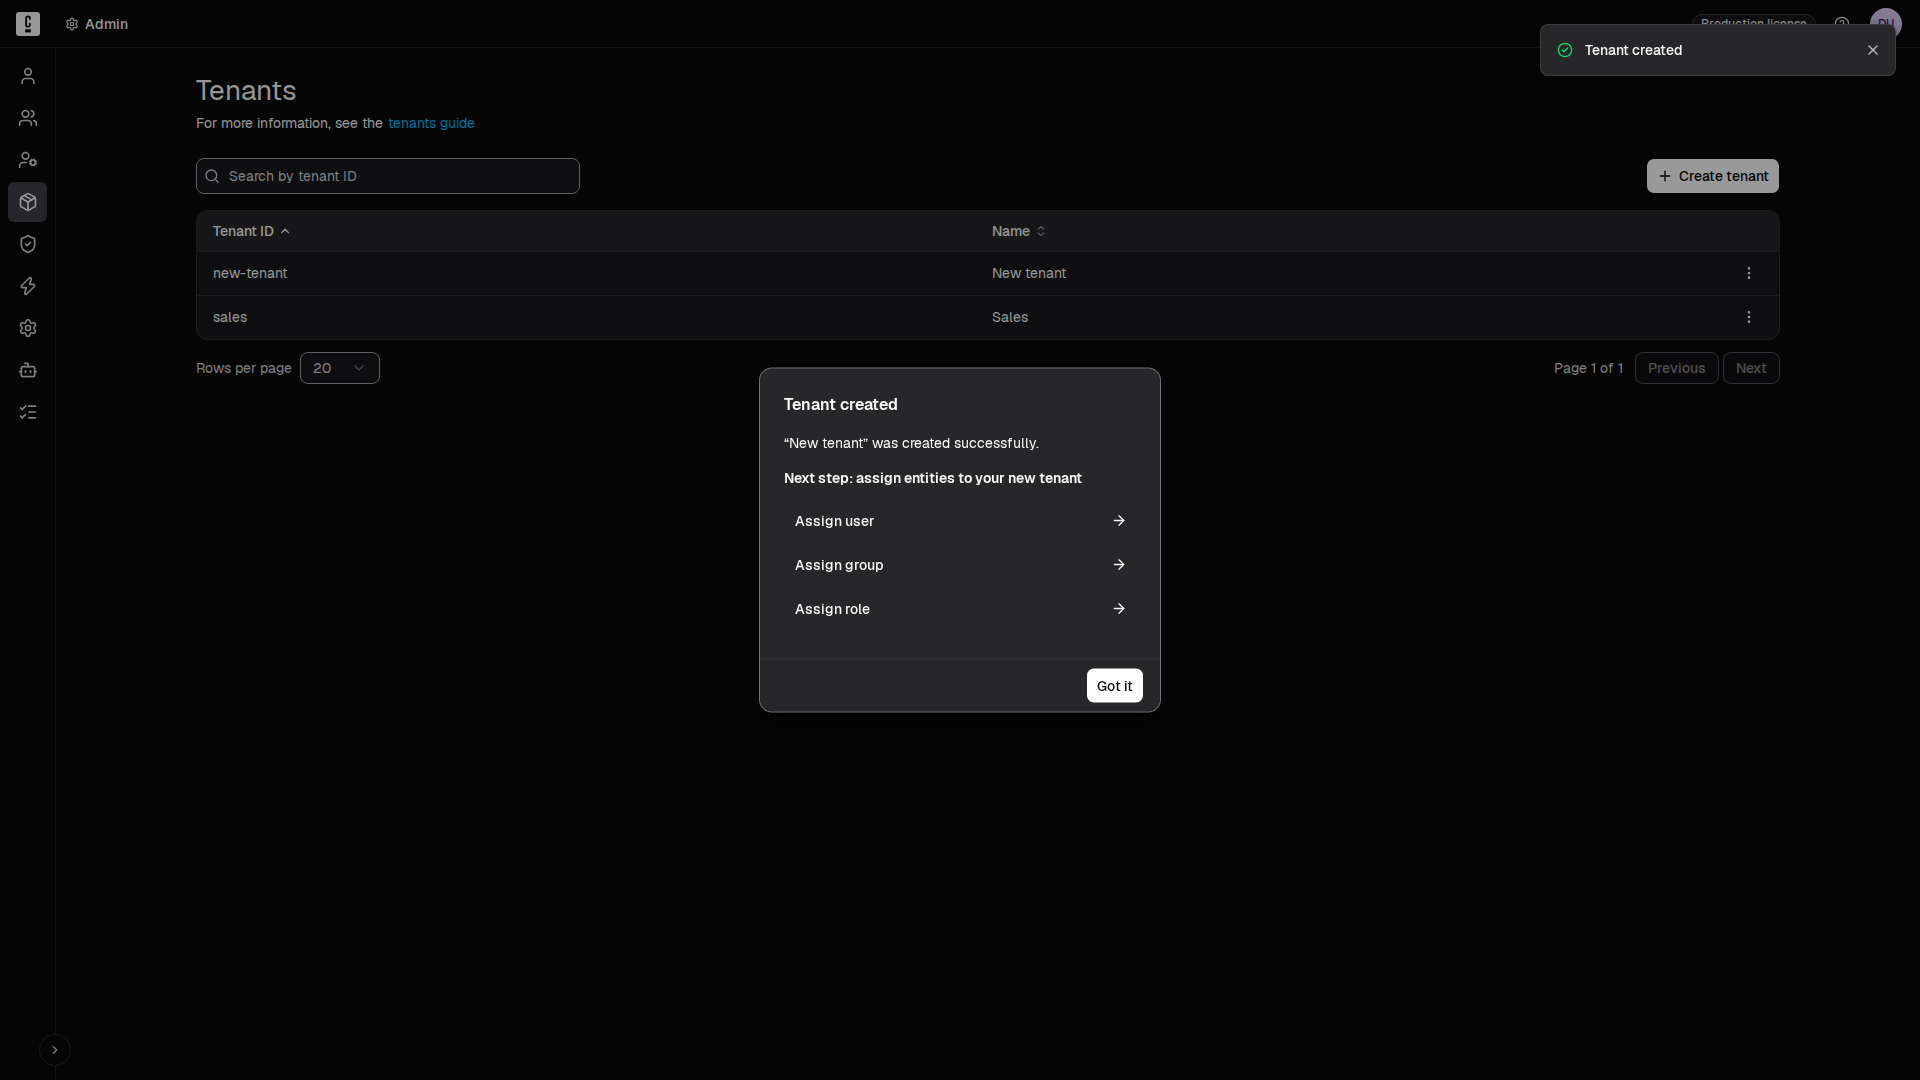 Admin
Production license
DU
Tenant created
Tenants
For more information, see the tenants guide
Search by tenant ID
Create tenant
Tenant ID
Name
new-tenant
New tenant
sales
Sales
Rows per page
20
Page 1 of 1
Previous
Next
Tenant created
“New tenant” was created successfully.
Next step: assign entities to your new tenant
Assign user
Assign group
Assign role
Got it